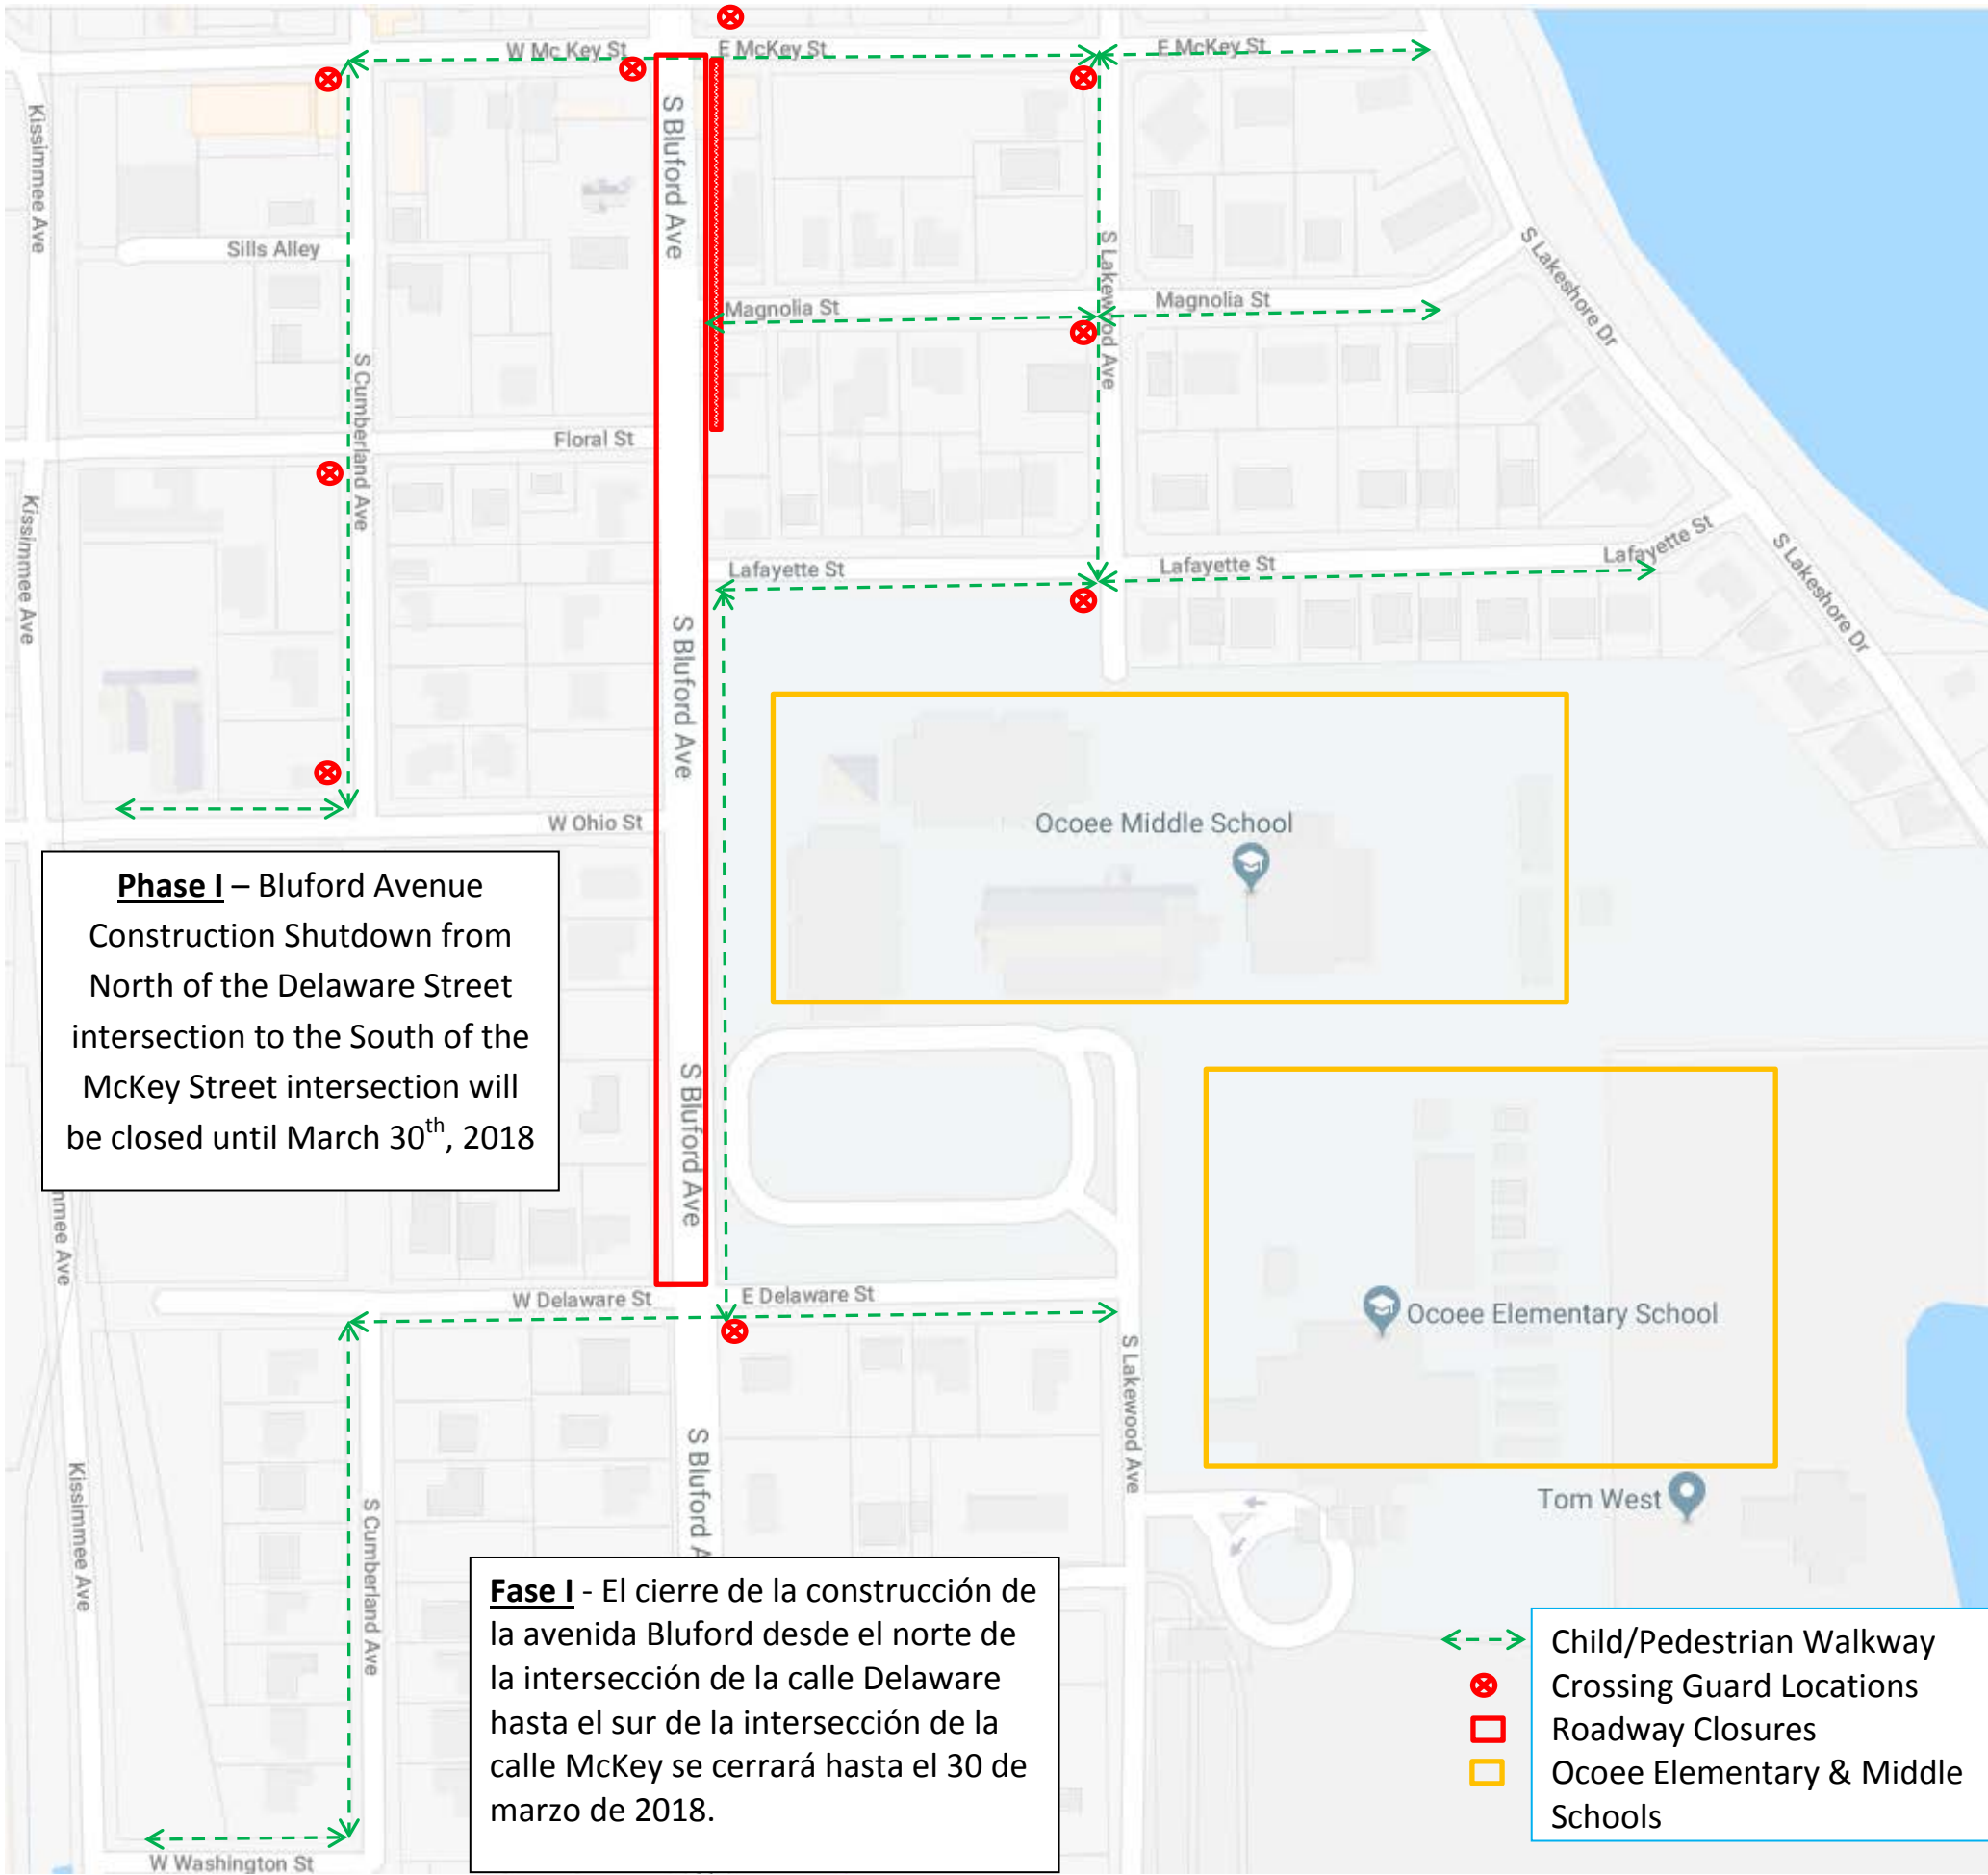 W Mc Key St
E McKey St
E McKey St
Kissimmee Ave
S Bluford Ave
Sills Alley
S Lakewood Ave
S Lakeshore Dr
Magnolia St
Magnolia St
S Cumberland Ave
Floral St
Kissimmee Ave
Lafayette St
Lafayette St
Lafayette St
S Lakeshore Dr
S Bluford Ave
W Ohio St
Ocoee Middle School
Phase I – Bluford Avenue
Construction Shutdown from
North of the Delaware Street
intersection to the South of the
McKey Street intersection will
be closed until March 30th, 2018
S Bluford Ave
mmee Ave
W Delaware St
E Delaware St
Ocoee Elementary School
S Lakewood Ave
S Bluford A
Kissimmee Ave
S Cumberland Ave
Tom West
Fase I - El cierre de la construcción de
la avenida Bluford desde el norte de
la intersección de la calle Delaware
hasta el sur de la intersección de la
calle McKey se cerrará hasta el 30 de
marzo de 2018.
Child/Pedestrian Walkway
Crossing Guard Locations
Roadway Closures
Ocoee Elementary & Middle
Schools
W Washington St